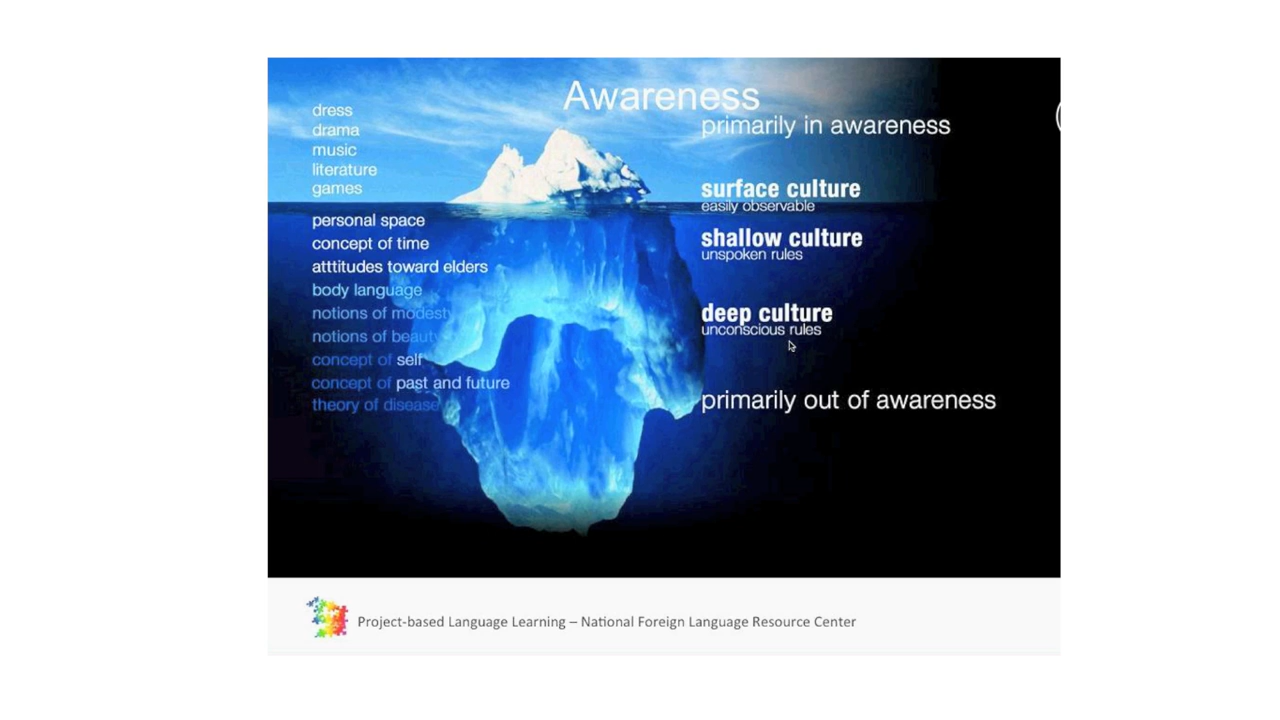 Awareness
primarily in awareness
dress
drama
music
literature
games
surface culture
easily observable
personal space
concept of time
atttitudes toward elders
body language
notions of modesty
notions of beauty
concept of self
concept of past and future
theory of disease
shallow culture
unspoken rules
deep culture
unconscious rules
primarily out of awareness
Project-based Language Learning – National Foreign Language Resource Center